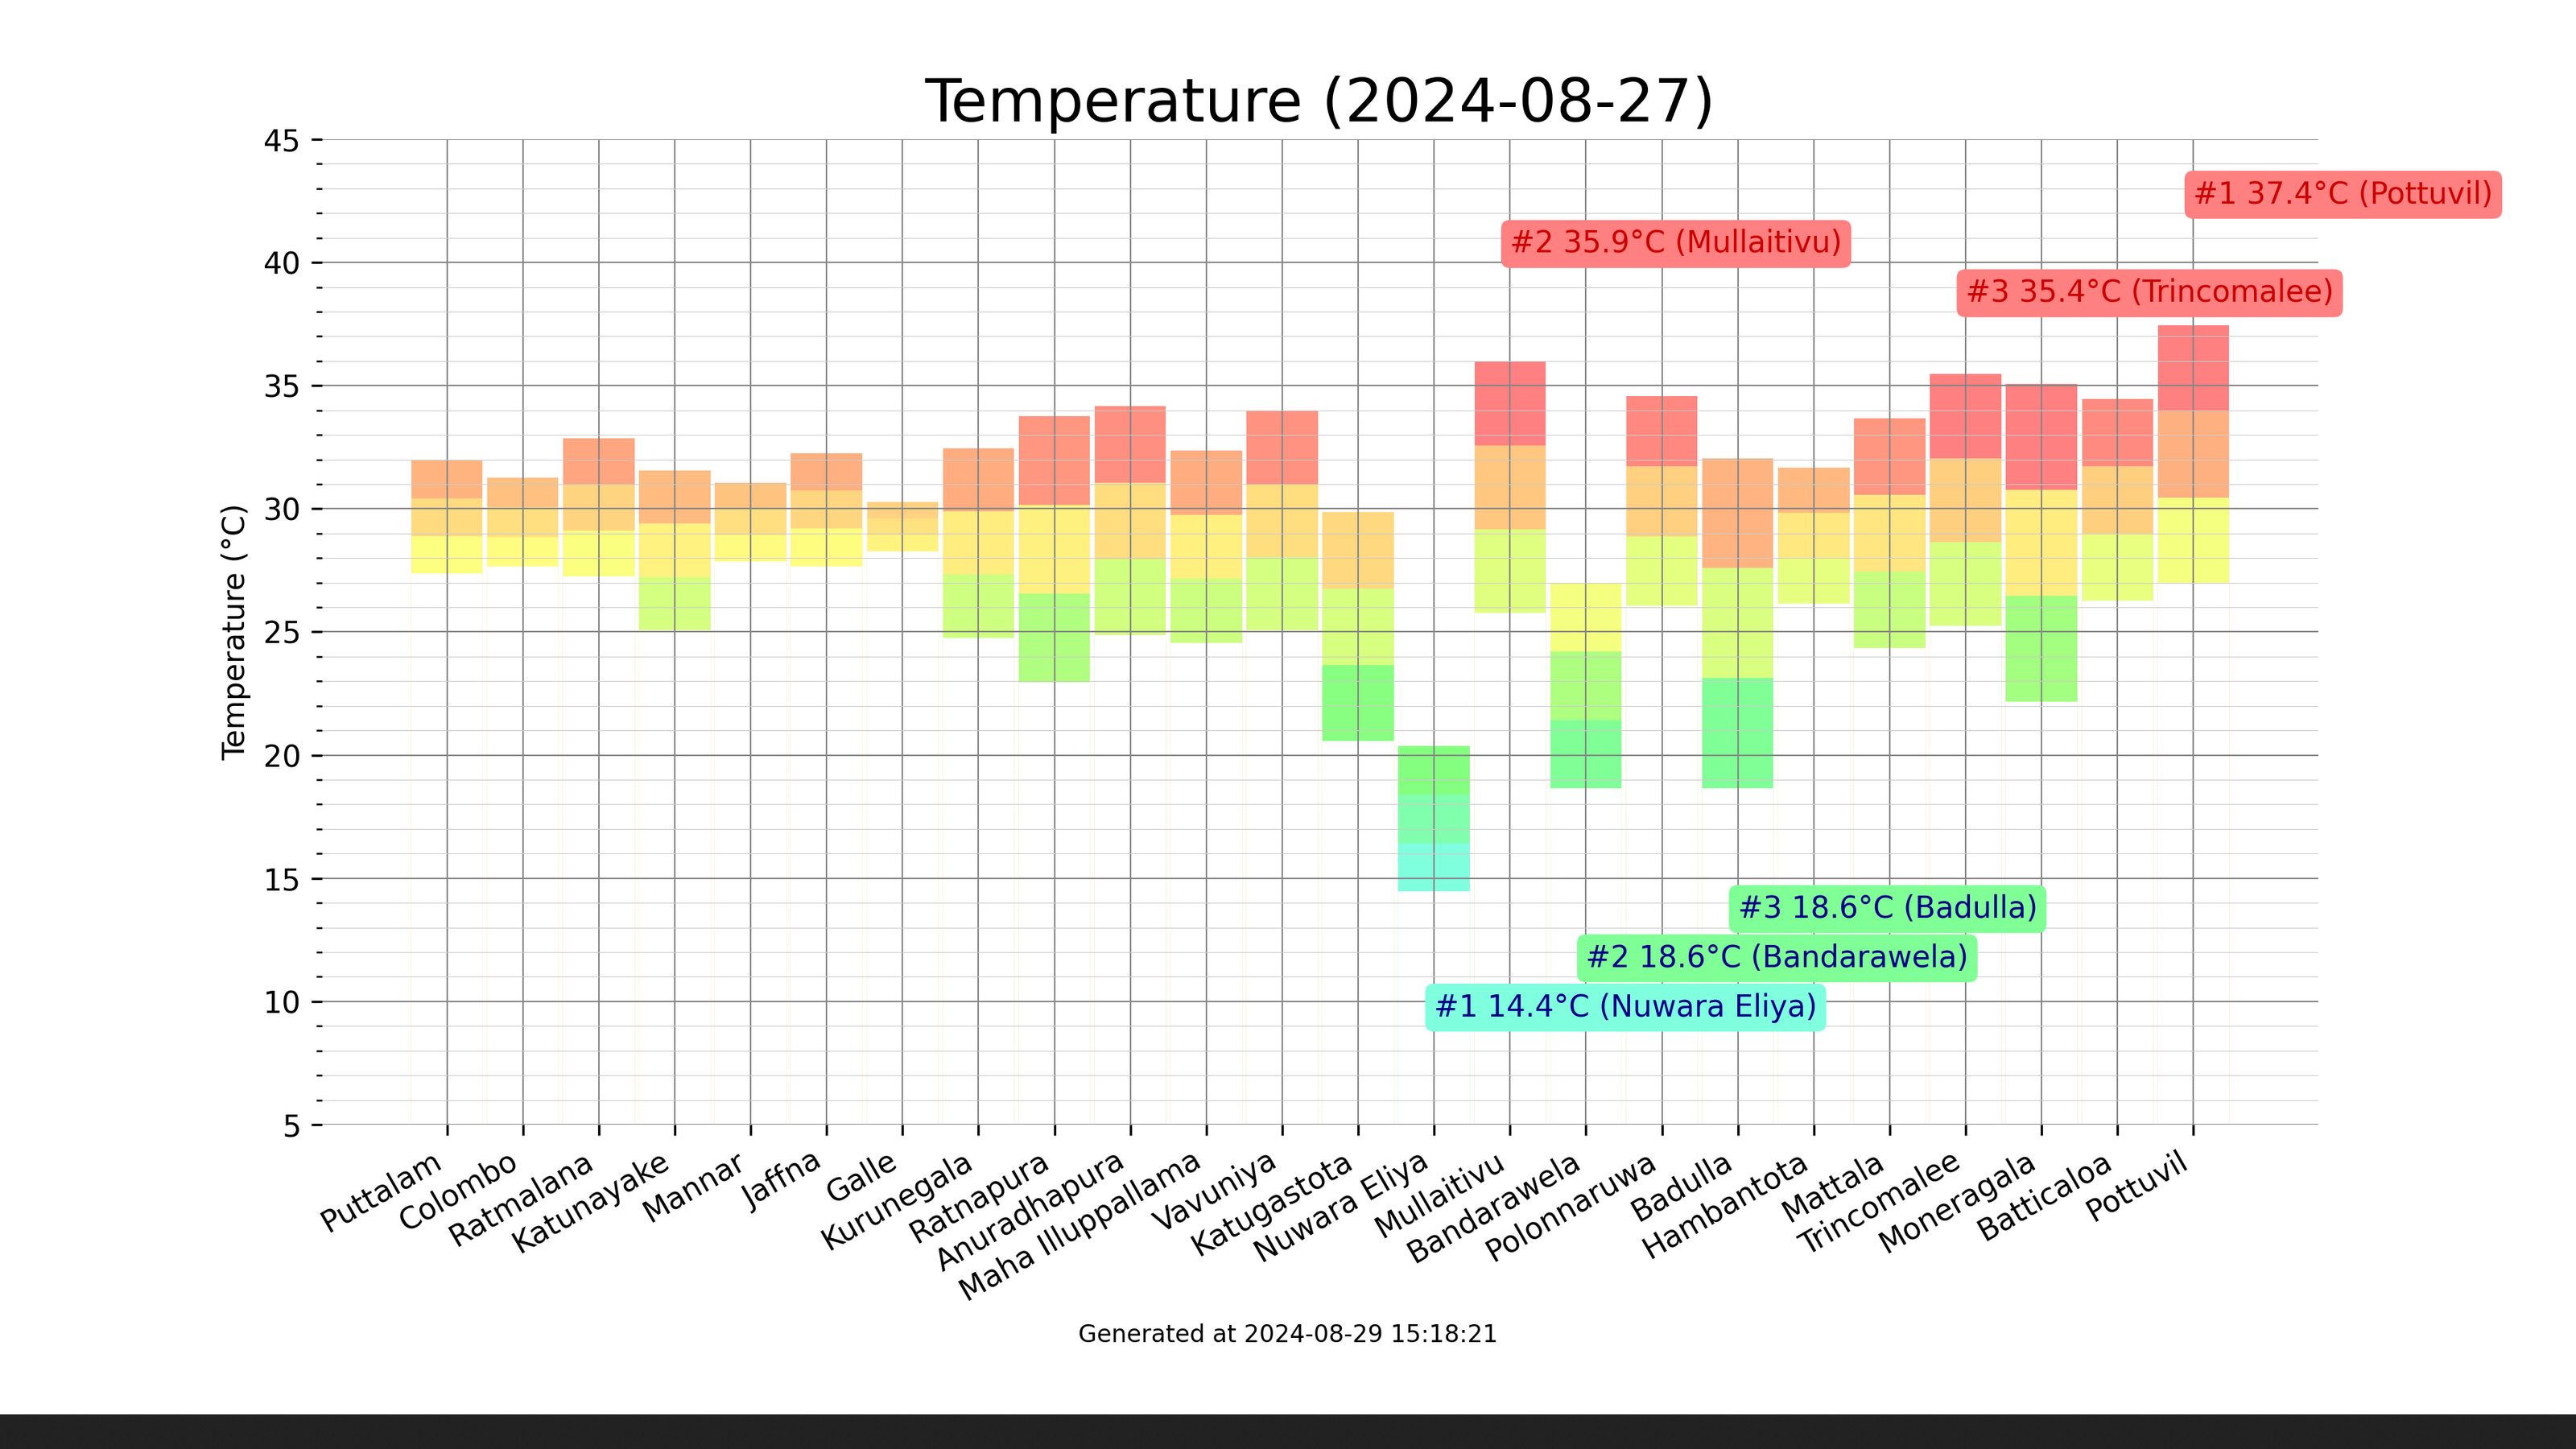 Temperature (2024-08-27)
Temperature (°C)
45
40
35
30
25
20
15
10
5
#1 37.4°C (Pottuvil)
#2 35.9°C (Mullaitivu)
#3 35.4°C (Trincomalee)
#3 18.6°C (Badulla)
#2 18.6°C (Bandarawela)
#1 14.4°C (Nuwara Eliya)
Puttalam
Colombo
Ratmalana
Katunayake
Mannar
Jaffna
Galle
Kurunegala
Ratnapura
Anuradhapura
Maha Illuppallama
Vavuniya
Katugastota
Nuwara Eliya
Mullaitivu
Bandarawela
Polonnaruwa
Badulla
Hambantota
Mattala
Trincomalee
Moneragala
Batticaloa
Pottuvil
Generated at 2024-08-29 15:18:21